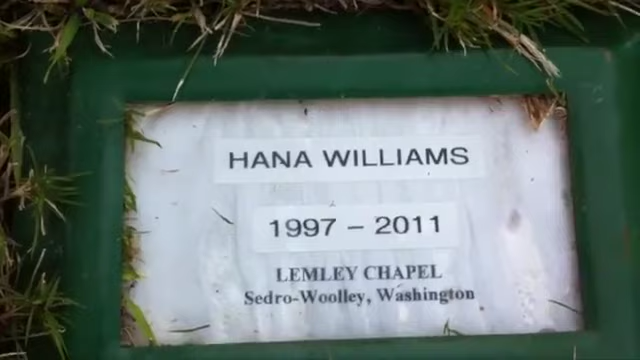 HANA WILLIAMS
1997 – 2011
LEMLEY CHAPEL
Sedro-Woolley, Washington